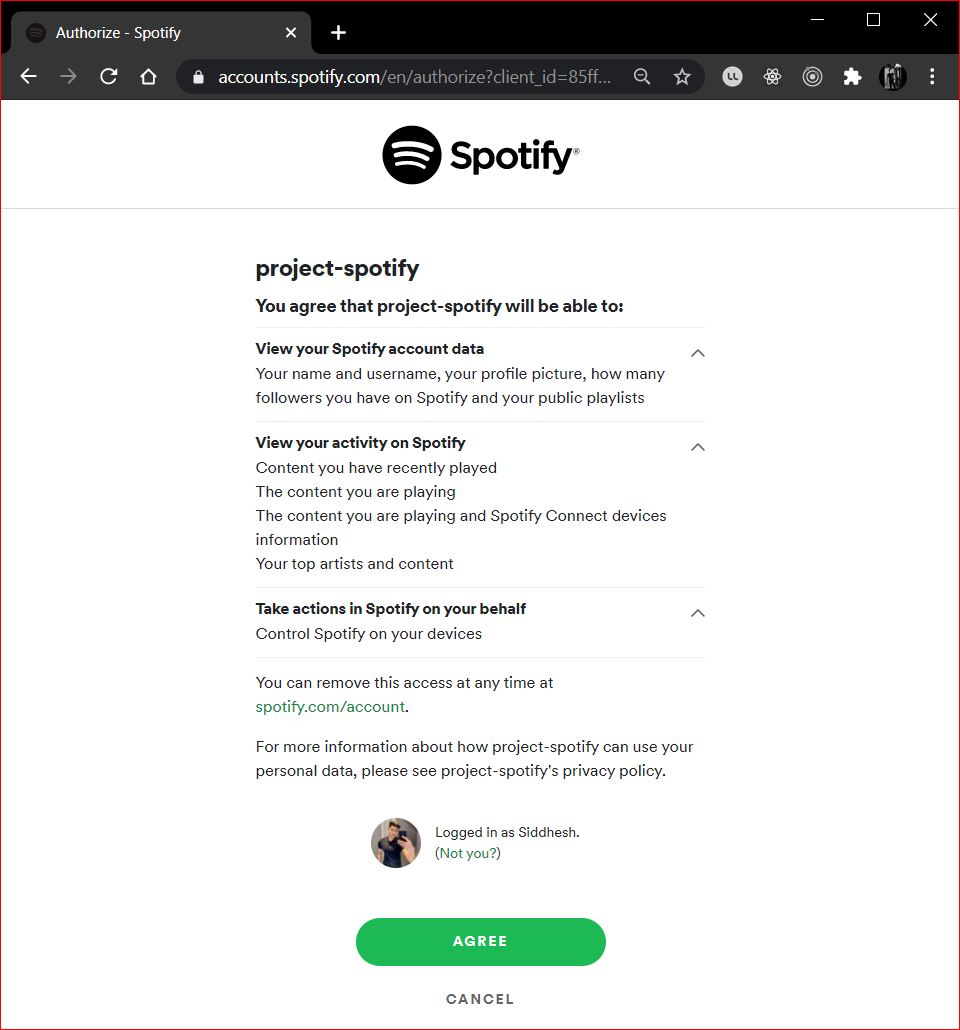 Authorize - Spotify
accounts.spotify.com/en/authorize?client_id=85ff...
Spotify®
project-spotify
You agree that project-spotify will be able to:
View your Spotify account data
Your name and username, your profile picture, how many
followers you have on Spotify and your public playlists
View your activity on Spotify
Content you have recently played
The content you are playing
The content you are playing and Spotify Connect devices
information
Your top artists and content
Take actions in Spotify on your behalf
Control Spotify on your devices
You can remove this access at any time at
spotify.com/account.
For more information about how project-spotify can use your
personal data, please see project-spotify's privacy policy.
Logged in as Siddhesh.
(Not you?)
AGREE
CANCEL